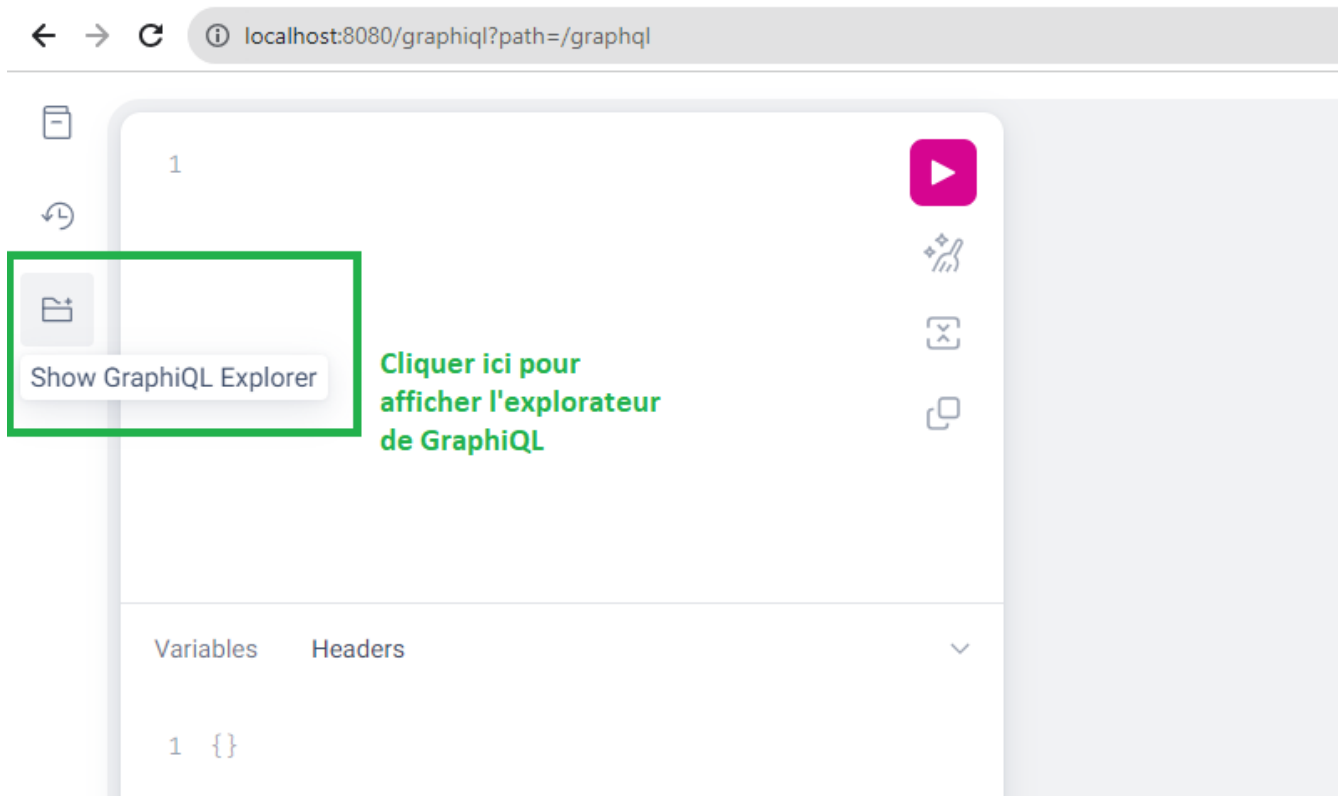 localhost:8080/graphiql?path=/graphql
1
Show GraphiQL Explorer
Cliquer ici pour
afficher l'explorateur
de GraphiQL
Variables Headers
1 {}